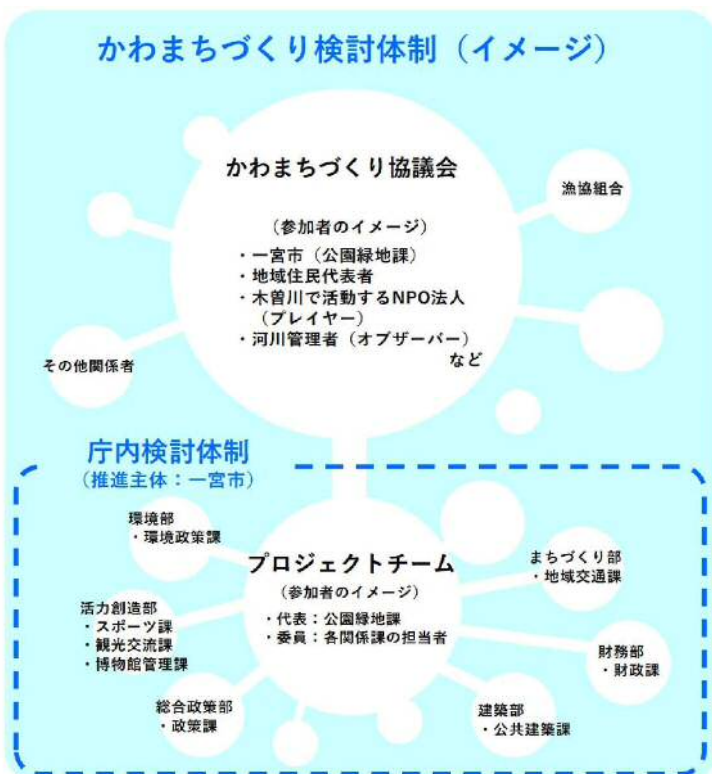 かわまちづくり検討体制（イメージ）
かわまちづくり協議会
（参加者のイメージ）
・一宮市（公園緑地課）
・地域住民代表者
・木曽川で活動するNPO法人
（プレイヤー）
・河川管理者（オブザーバー）
など
漁協組合
その他関係者
庁内検討体制
（推進主体：一宮市）
環境部
・環境政策課
プロジェクトチーム
（参加者のイメージ）
・代表：公園緑地課
・委員：各関係課の担当者
まちづくり部
・地域交通課
活力創造部
・スポーツ課
・観光交流課
・博物館管理課
財務部
・財政課
総合政策部
・政策課
建築部
・公共建築課